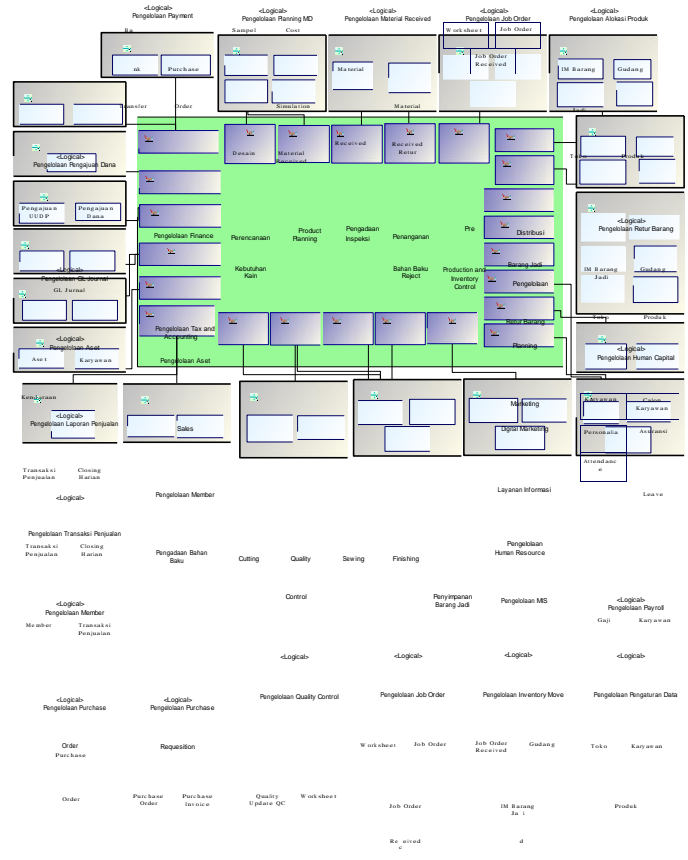 <Logical>
Pengelolaan Payment
<Logical>
Pengelolaan Planning MD
<Logical>
Pengelolaan Material Received
<Logical>
Pengelolaan Job Order
<Logical>
Pengelolaan Alokasi Produk
Re
Sampel
Cost
Worksheet
Job Order
nk
Purchase
Material
Job Order
Received
IM Barang
Gudang
Transfer
Order
Simulation
Material
Jadi
Desain
Material
Received
Received
Received
Retur
Toko
Produk
<Logical>
Pengelolaan Pengajuan Dana
Pengajuan
UUDP
Pengajuan
Dana
Pengelolaan Finance
Perencanaan
Product
Planning
Pengadaan
Inspeksi
Penanganan
Pre
Distribusi
<Logical>
Pengelolaan Retur Barang
Kebutuhan
Kain
Bahan Baku
Reject
Production and
Inventory
Control
Barang Jadi
Pengelolaan
IM Barang
Jadi
Gudang
<Logical>
Pengelolaan GL Journal
GL Jurnal
Pengelolaan Tax and
Accounting
Retur Barang
Planning
Toko
Produk
<Logical>
Pengelolaan Aset
Aset
Karyawan
Pengelolaan Aset
<Logical>
Pengelolaan Human Capital
Kendaraan
<Logical>
Pengelolaan Laporan Penjualan
Sales
Marketing
Digital Marketing
Karyawan
Calon
Karyawan
Personalia
Asuransi
Attendanc
e
Transaksi
Penjualan
Closing
Harian
<Logical>
Pengelolaan Member
Layanan Informasi
Leave
Pengelolaan Transaksi Penjualan
Transaksi
Penjualan
Closing
Harian
Pengadaan Bahan
Baku
Cutting
Quality
Sewing
Finishing
Pengelolaan
Human Resource
Control
Penyimpanan
Barang Jadi
Pengelolaan MIS
<Logical>
Pengelolaan Member
Member
Transaksi
Penjualan
<Logical>
Pengelolaan Payroll
Gaji
Karyawan
<Logical>
Pengelolaan Quality Control
<Logical>
Pengelolaan Job Order
<Logical>
Pengelolaan Inventory Move
<Logical>
Pengelolaan Pengaturan Data
<Logical>
Pengelolaan Purchase
<Logical>
Pengelolaan Purchase
Order
Purchase
Requesition
Worksheet
Job Order
Job Order
Received
Gudang
Toko
Karyawan
Order
Purchase
Order
Purchase
Invoice
Quality
Update QC
Worksheet
Job Order
IM Barang
Ja i
Produk
Re eived
d